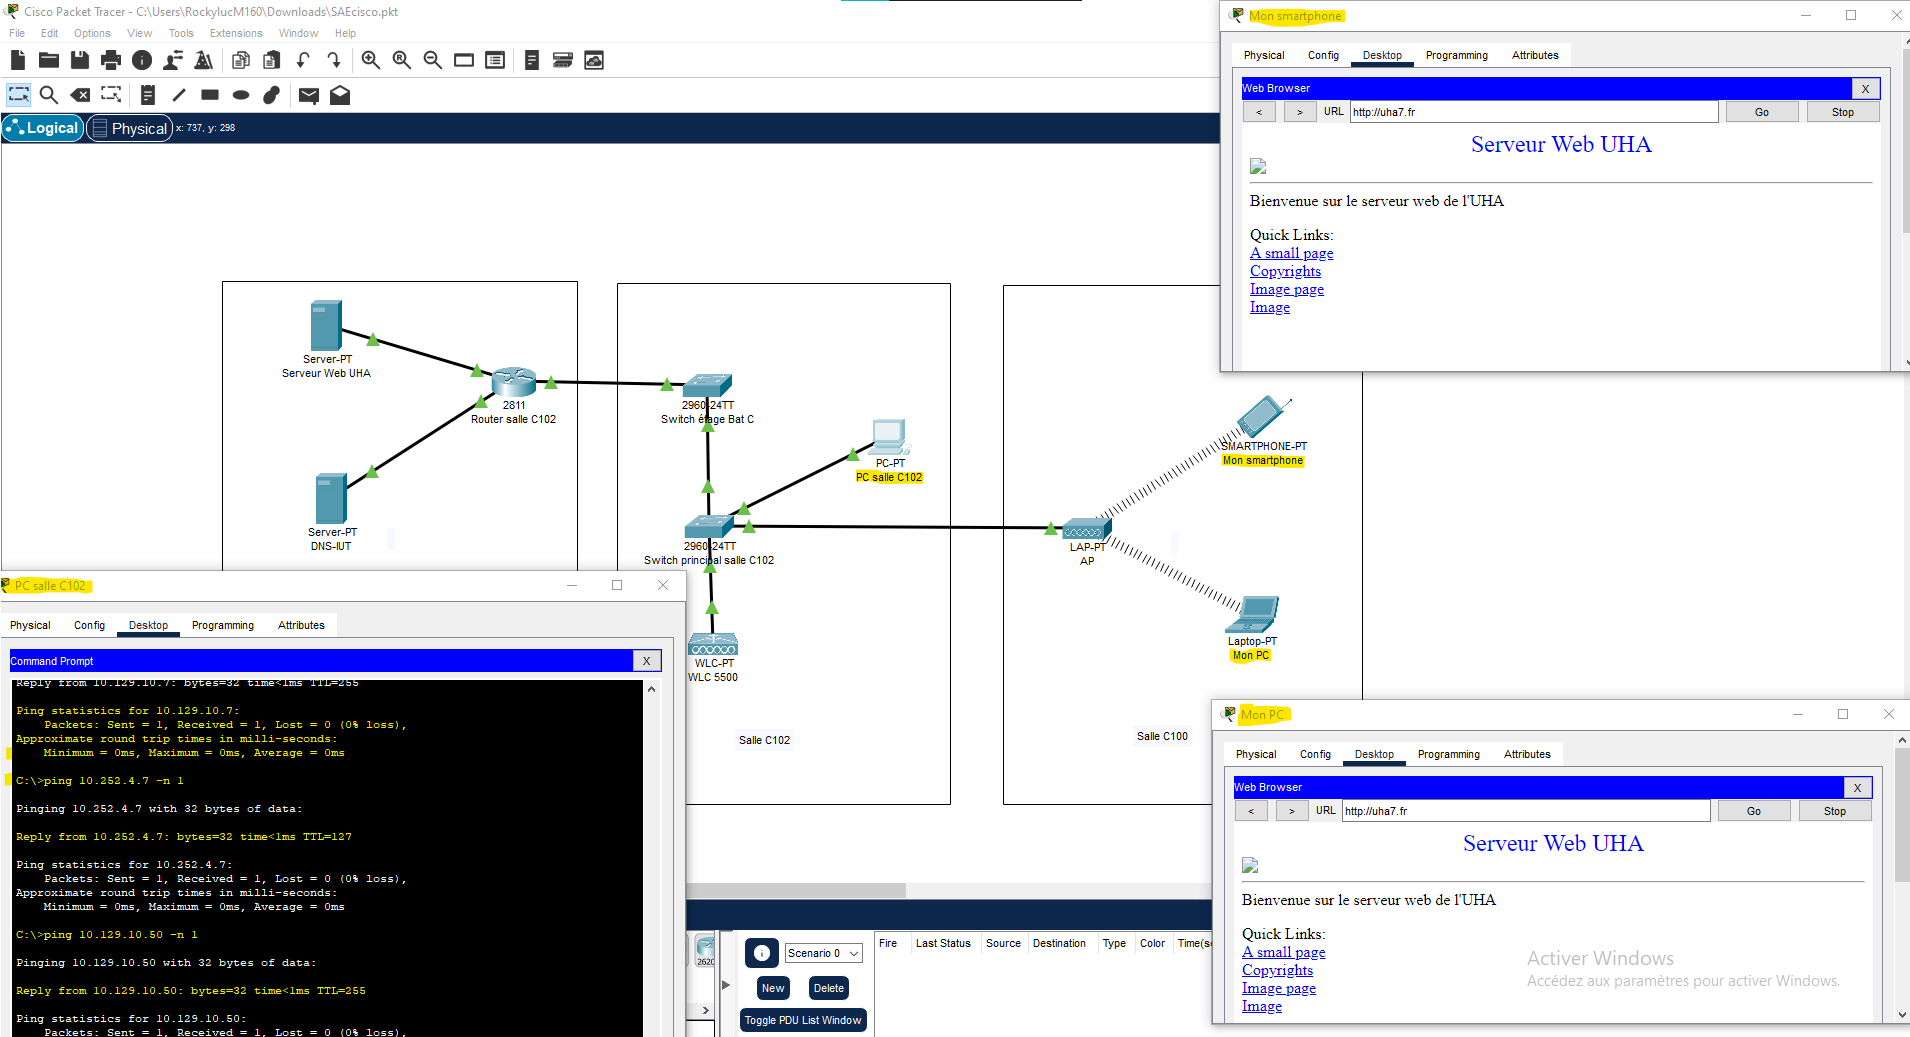 Cisco Packet Tracer - C:\Users\RockylucM160\Downloads\SAEcisco.pkt
File Edit Options View Tools Extensions Window Help
Logical Physical x: 737, y: 298
Server-PT
Serveur Web UHA
2811
Router salle C102
Server-PT
DNS-IUT
2960-24TT
Switch étage Bat C
PC-PT
PC salle C102
2960-24TT
Switch principal salle C102
WLC-PT
WLC 5500
Salle C102
LAP-PT
AP
SMARTPHONE-PT
Mon smartphone
Laptop-PT
Mon PC
Salle C100
Mon smartphone
Physical Config Desktop Programming Attributes
Web Browser X
< > URL http://uha7.fr Go Stop
Serveur Web UHA
Bienvenue sur le serveur web de l'UHA
Quick Links:
A small page
Copyrights
Image page
Image
PC salle C102
Physical Config Desktop Programming Attributes
Command Prompt X
Reply from 10.129.10.7: bytes=32 time<1ms TTL=255
Ping statistics for 10.129.10.7:
Packets: Sent = 1, Received = 1, Lost = 0 (0% loss),
Approximate round trip times in milli-seconds:
Minimum = 0ms, Maximum = 0ms, Average = 0ms
C:\>ping 10.252.4.7 -n 1
Pinging 10.252.4.7 with 32 bytes of data:
Reply from 10.252.4.7: bytes=32 time<1ms TTL=127
Ping statistics for 10.252.4.7:
Packets: Sent = 1, Received = 1, Lost = 0 (0% loss),
Approximate round trip times in milli-seconds:
Minimum = 0ms, Maximum = 0ms, Average = 0ms
C:\>ping 10.129.10.50 -n 1
Pinging 10.129.10.50 with 32 bytes of data:
Reply from 10.129.10.50: bytes=32 time<1ms TTL=255
Ping statistics for 10.129.10.50:
Packets: Sent = 1, Received = 1, Lost = 0 (0% loss),
2620
Scenario 0
New Delete
Toggle PDU List Window
Fire Last Status Source Destination Type Color Time(s
Mon PC
Physical Config Desktop Programming Attributes
Web Browser X
< > URL http://uha7.fr Go Stop
Serveur Web UHA
Bienvenue sur le serveur web de l'UHA
Quick Links:
A small page
Copyrights
Image page
Image
Activer Windows
Accédez aux paramètres pour activer Windows.